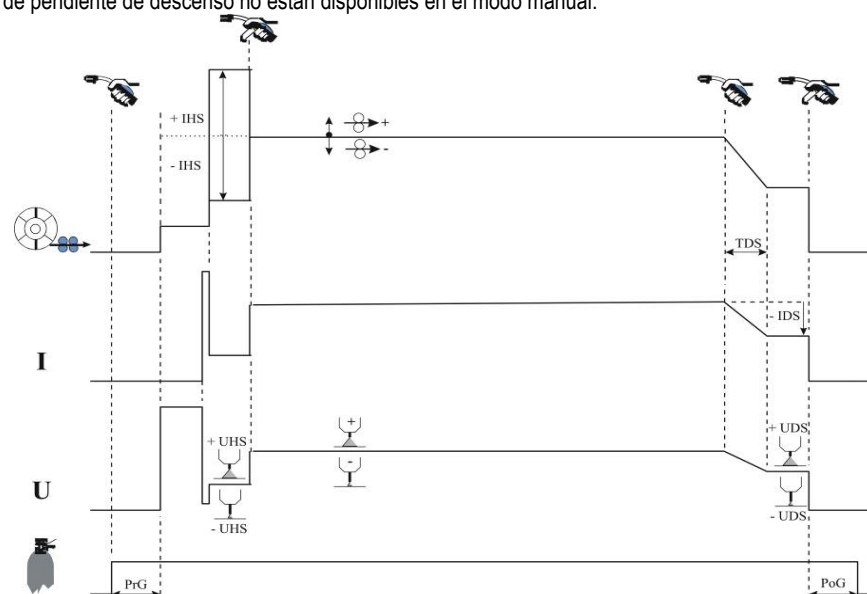 de pendiente de descenso no están disponibles en el modo manual.
+ IHS
+
- IHS
-
TDS
- IDS
I
+ UHS
+
+ UDS
-
U
- UHS
- UDS
PrG
PoG